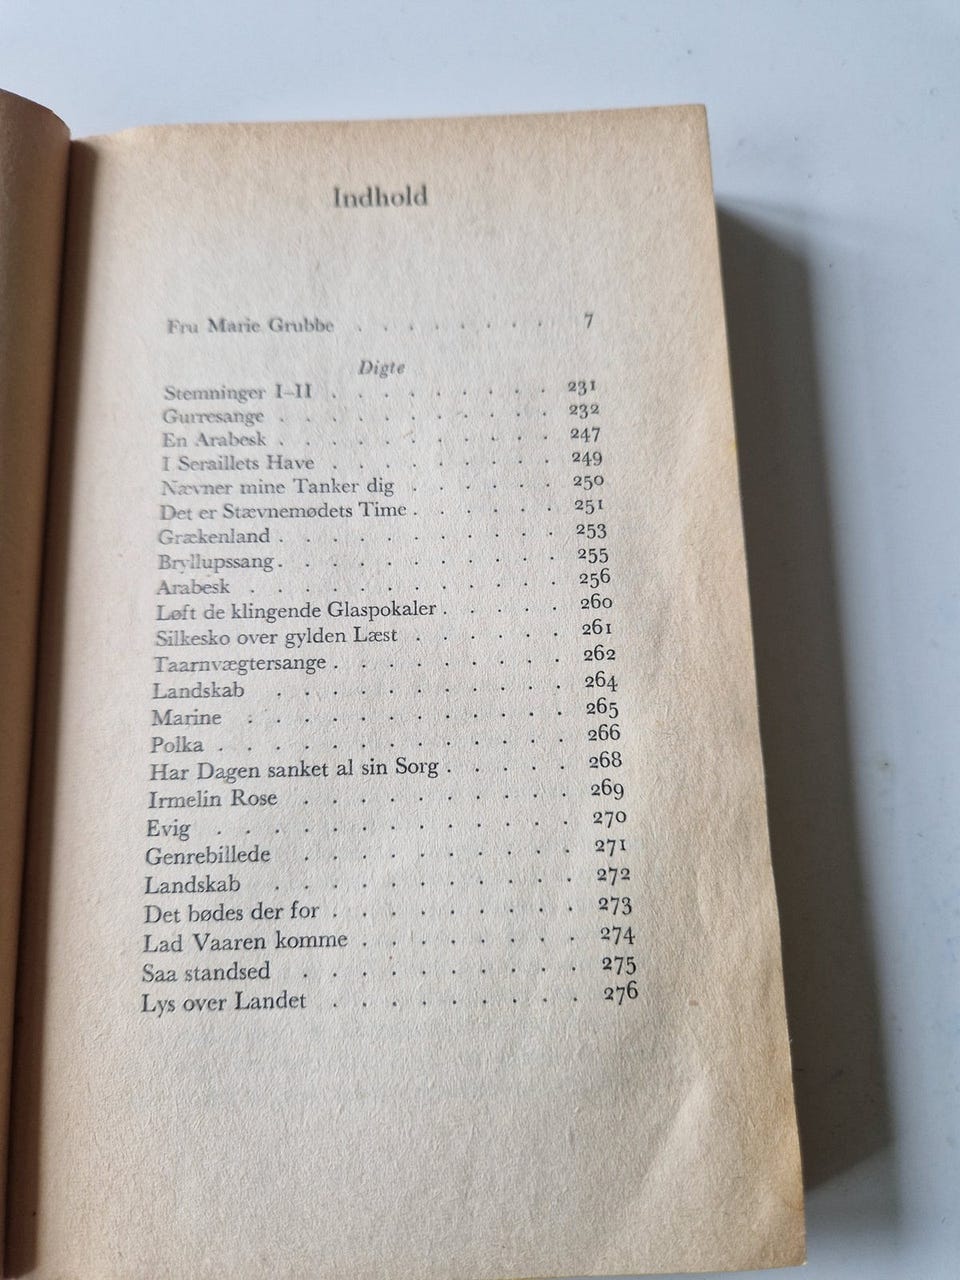 Indhold
Fru Marie Grubbe . . . . . . . . 7
Digte
Stemninger I–II . . . . . . . . 231
Gurresange . . . . . . . . . . 232
En Arabesk . . . . . . . . . . 247
I Seraillets Have . . . . . . . . 249
Nævner mine Tanker dig . . . . . 250
Det er Stævnemødets Time . . . . . 251
Grækenland . . . . . . . . . . 253
Bryllupssang . . . . . . . . . . 255
Arabesk . . . . . . . . . . . 256
Løft de klingende Glaspokaler . . . . . 260
Silkesko over gylden Læst . . . . . . 261
Taarnvægtersange . . . . . . . . . 262
Landskab . . . . . . . . . . . 264
Marine . . . . . . . . . . . . 265
Polka . . . . . . . . . . . . . 266
Har Dagen sanket al sin Sorg . . . . . 268
Irmelin Rose . . . . . . . . . . 269
Evig . . . . . . . . . . . . . 270
Genrebillede . . . . . . . . . . 271
Landskab . . . . . . . . . . . 272
Det bødes der for . . . . . . . . . 273
Lad Vaaren komme . . . . . . . . 274
Saa standsed . . . . . . . . . . 275
Lys over Landet . . . . . . . . . 276